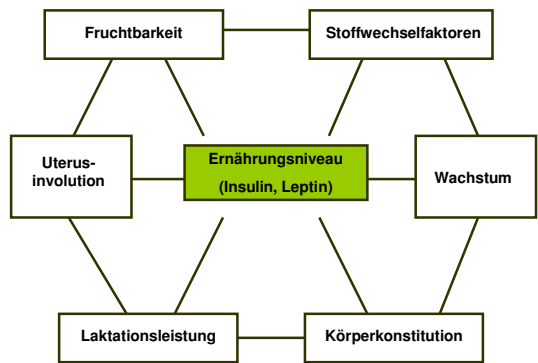 Fruchtbarkeit
Stoffwechselfaktoren
Uterus-
involution
Ernährungsniveau
(Insulin, Leptin)
Wachstum
Laktationsleistung
Körperkonstitution